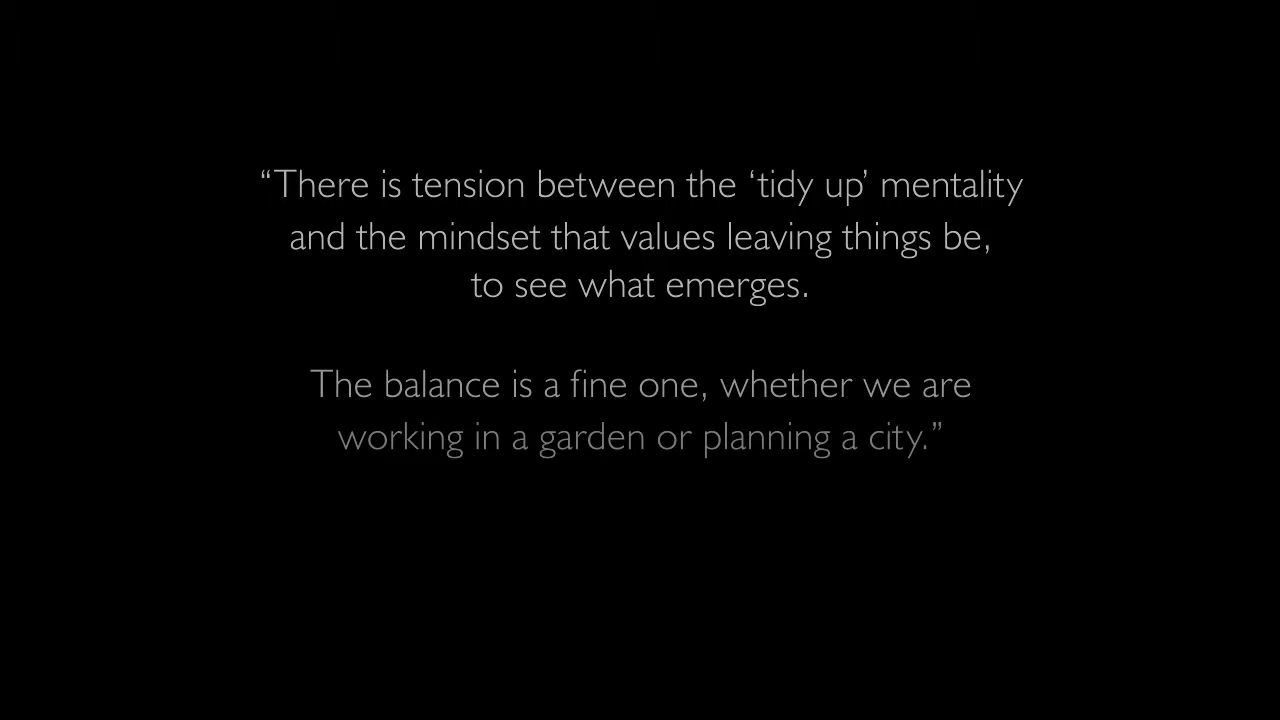 “There is tension between the ‘tidy up’ mentality
and the mindset that values leaving things be,
to see what emerges.
The balance is a fine one, whether we are
working in a garden or planning a city.”